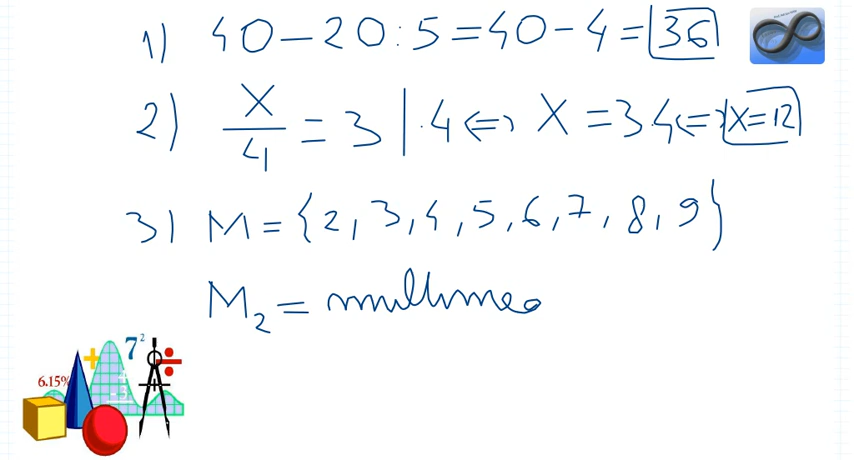 1) 40 – 20 : 5 = 40 – 4 = 36
2) x/4 = 3 | · 4 ⇔ x = 3 · 4 ⇔ x = 12
3) M = {2, 3, 4, 5, 6, 7, 8, 9}
M₂ = mulțimea
7²
6.15%